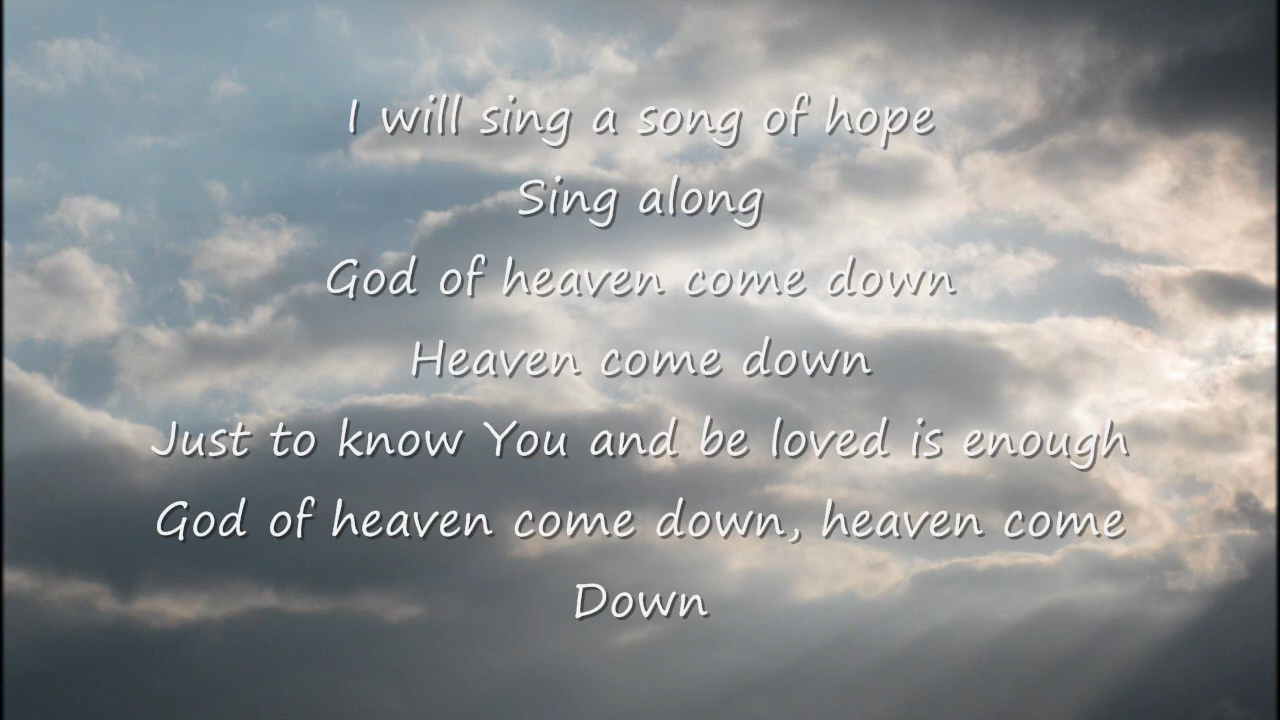 I will sing a song of hope
Sing along
God of heaven come down
Heaven come down
Just to know You and be loved is enough
God of heaven come down, heaven come
Down